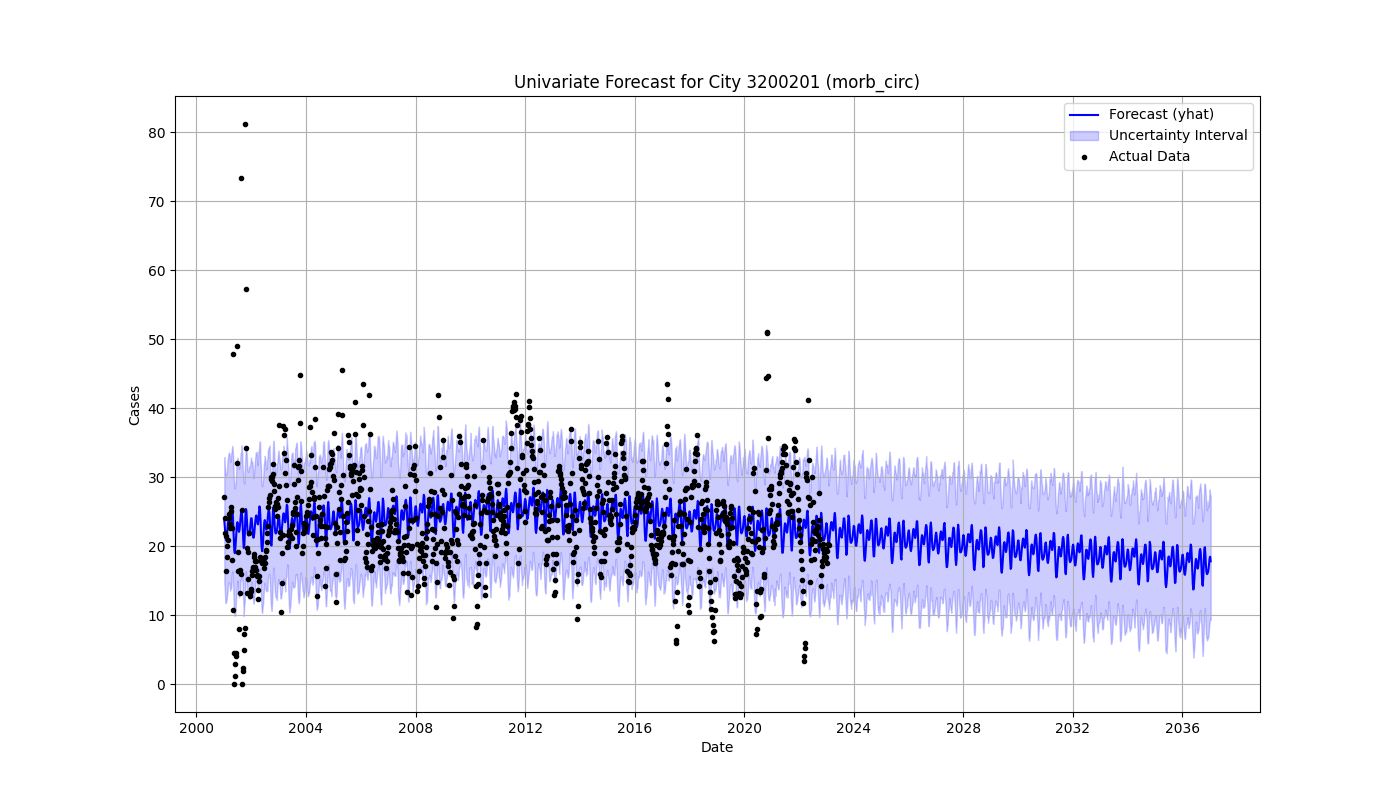 Univariate Forecast for City 3200201 (morb_circ)
Forecast (yhat)
Uncertainty Interval
Actual Data
Cases
80
70
60
50
40
30
20
10
0
2000 2004 2008 2012 2016 2020 2024 2028 2032 2036
Date